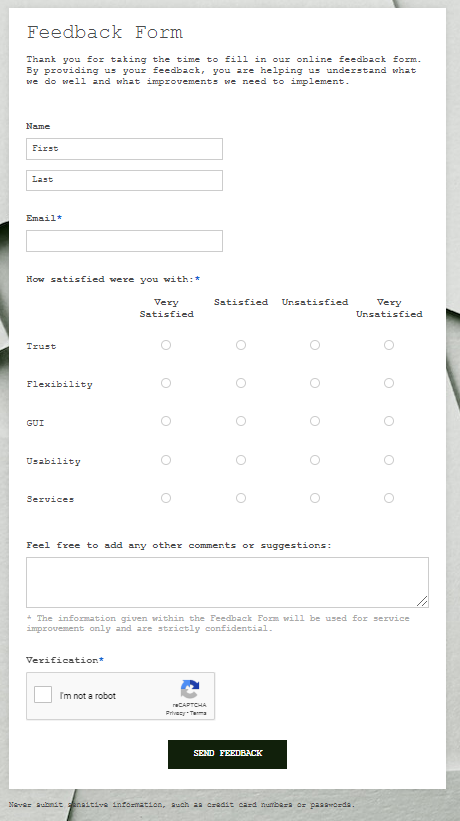 Feedback Form
Thank you for taking the time to fill in our online feedback form.
By providing us your feedback, you are helping us understand what
we do well and what improvements we need to implement.
Name
First
Last
Email*
How satisfied were you with:*
Very Satisfied Satisfied Unsatisfied Very Unsatisfied
Trust
Flexibility
GUI
Usability
Services
Feel free to add any other comments or suggestions:
* The information given within the Feedback Form will be used for service
improvement only and are strictly confidential.
Verification*
I'm not a robot
reCAPTCHA
Privacy • Terms
SEND FEEDBACK
Never submit sensitive information, such as credit card numbers or passwords.